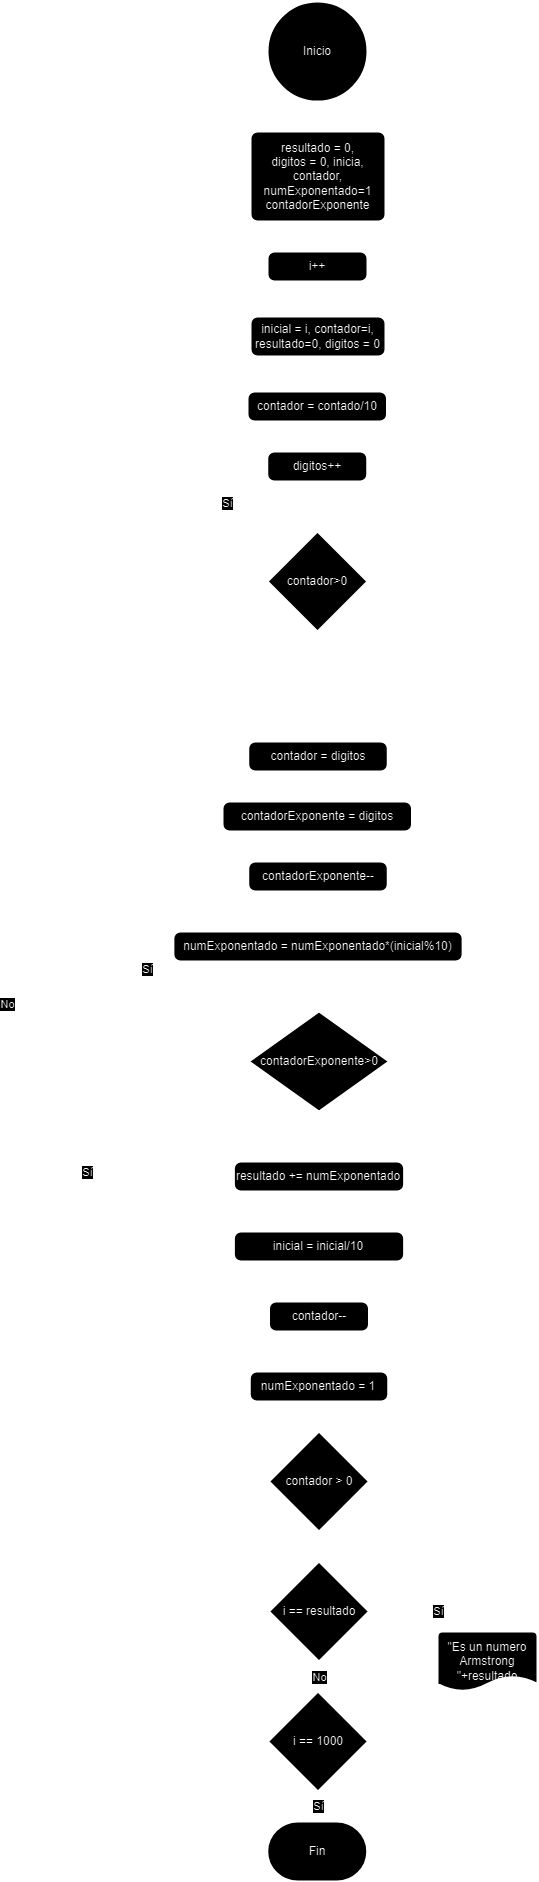 Inicio
resultado = 0,
digitos = 0, inicia,
contador,
numExponentado=1
contadorExponente
i++
inicial = i, contador=i,
resultado=0, digitos = 0
contador = contado/10
digitos++
Sí
contador>0
contador = digitos
contadorExponente = digitos
contadorExponente--
numExponentado = numExponentado*(inicial%10)
Sí
No
contadorExponente>0
Sí
resultado += numExponentado
inicial = inicial/10
contador--
numExponentado = 1
contador > 0
i == resultado
Sí
"Es un numero
Armstrong
"+resultado
No
i == 1000
Sí
Fin